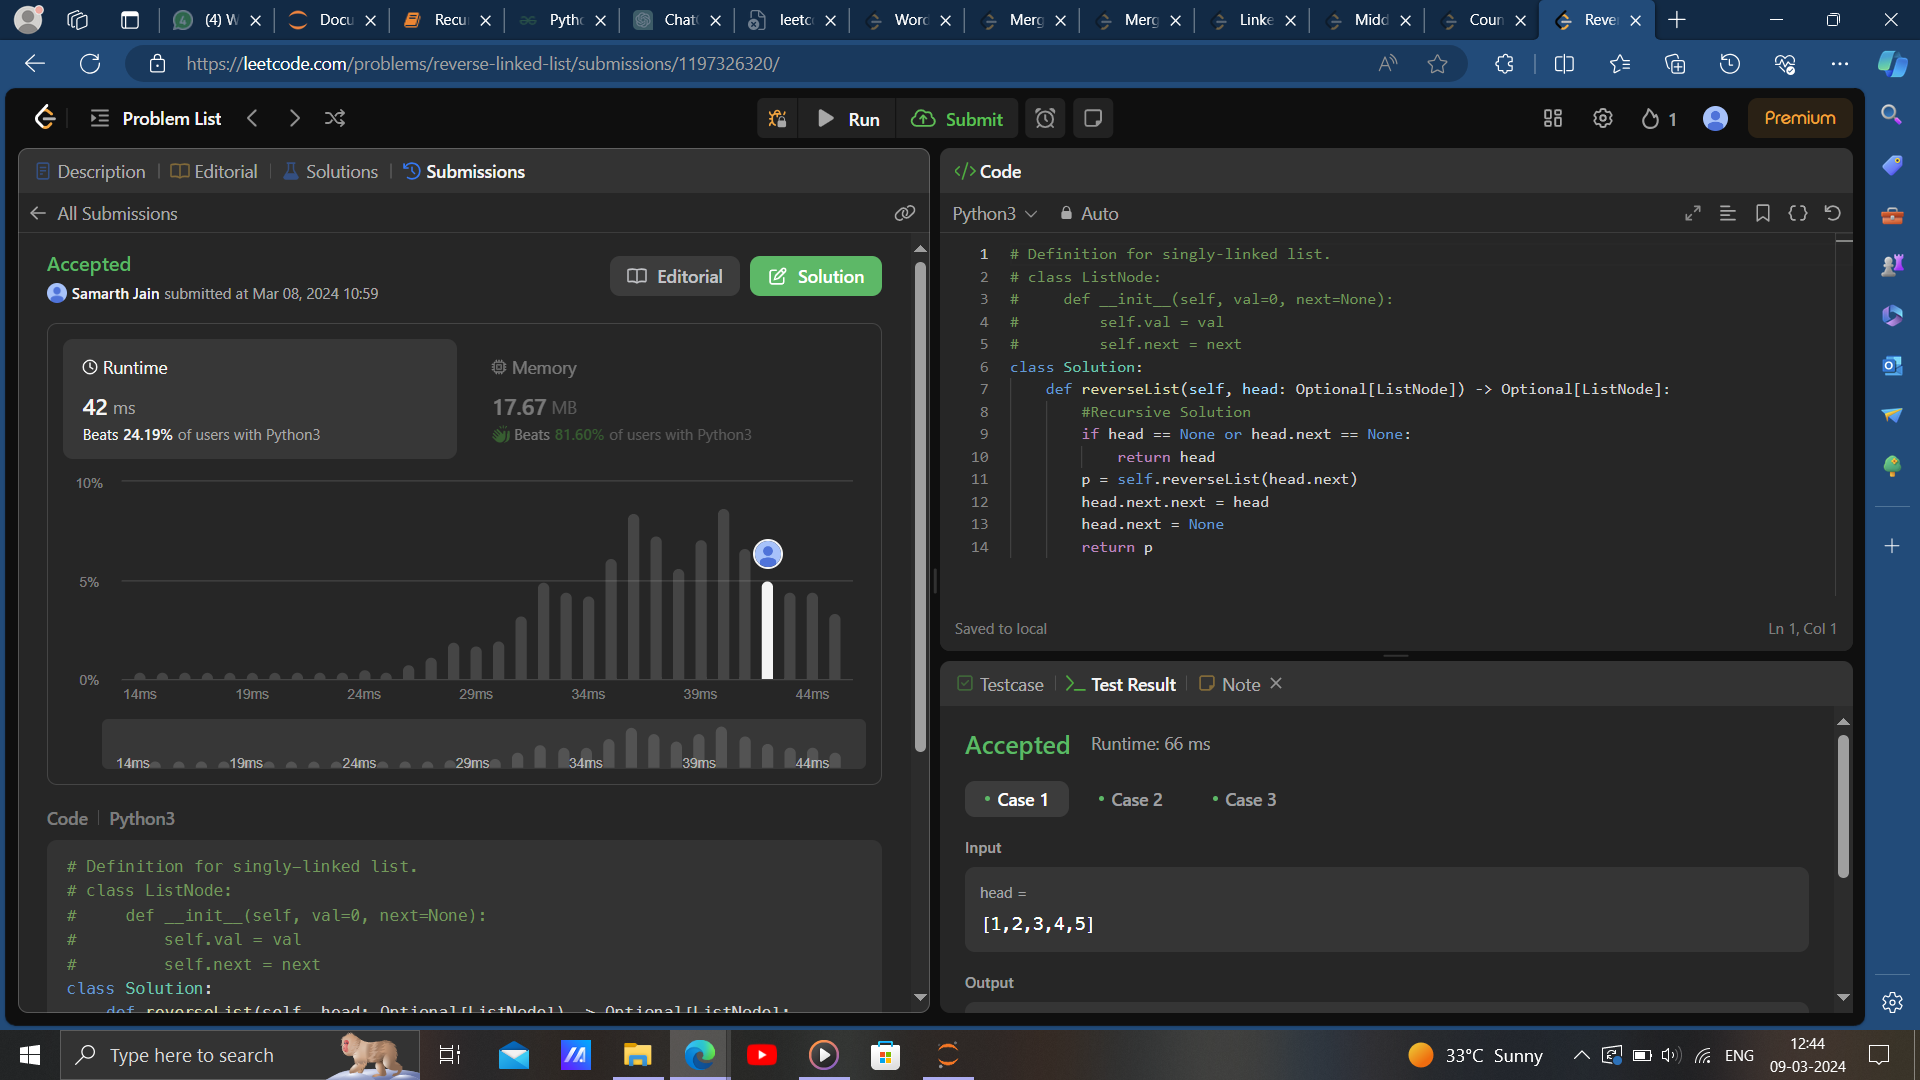 (4) W
Docu
Recu
Pytho
Chat
leetc
Word
Merg
Merg
Linke
Midd
Coun
Reve
https://leetcode.com/problems/reverse-linked-list/submissions/1197326320/
Problem List
Run
Submit
1
Premium
Description
Editorial
Solutions
Submissions
All Submissions
Accepted
Samarth Jain submitted at Mar 08, 2024 10:59
Editorial
Solution
Runtime
42 ms
Beats 24.19% of users with Python3
Memory
17.67 MB
Beats 81.60% of users with Python3
10%
5%
0%
14ms 19ms 24ms 29ms 34ms 39ms 44ms
14ms 19ms 24ms 29ms 34ms 39ms 44ms
Code
Python3
# Definition for singly-linked list.
# class ListNode:
#     def __init__(self, val=0, next=None):
#         self.val = val
#         self.next = next
class Solution:
    def reverseList(self, head: Optional[ListNode]) -> Optional[ListNode]:
</> Code
Python3
Auto
1 # Definition for singly-linked list.
2 # class ListNode:
3 #     def __init__(self, val=0, next=None):
4 #         self.val = val
5 #         self.next = next
6 class Solution:
7     def reverseList(self, head: Optional[ListNode]) -> Optional[ListNode]:
8         #Recursive Solution
9         if head == None or head.next == None:
10             return head
11         p = self.reverseList(head.next)
12         head.next.next = head
13         head.next = None
14         return p
Saved to local
Ln 1, Col 1
Testcase
Test Result
Note
Accepted
Runtime: 66 ms
Case 1
Case 2
Case 3
Input
head =
[1,2,3,4,5]
Output
Type here to search
33°C Sunny
ENG
12:44
09-03-2024